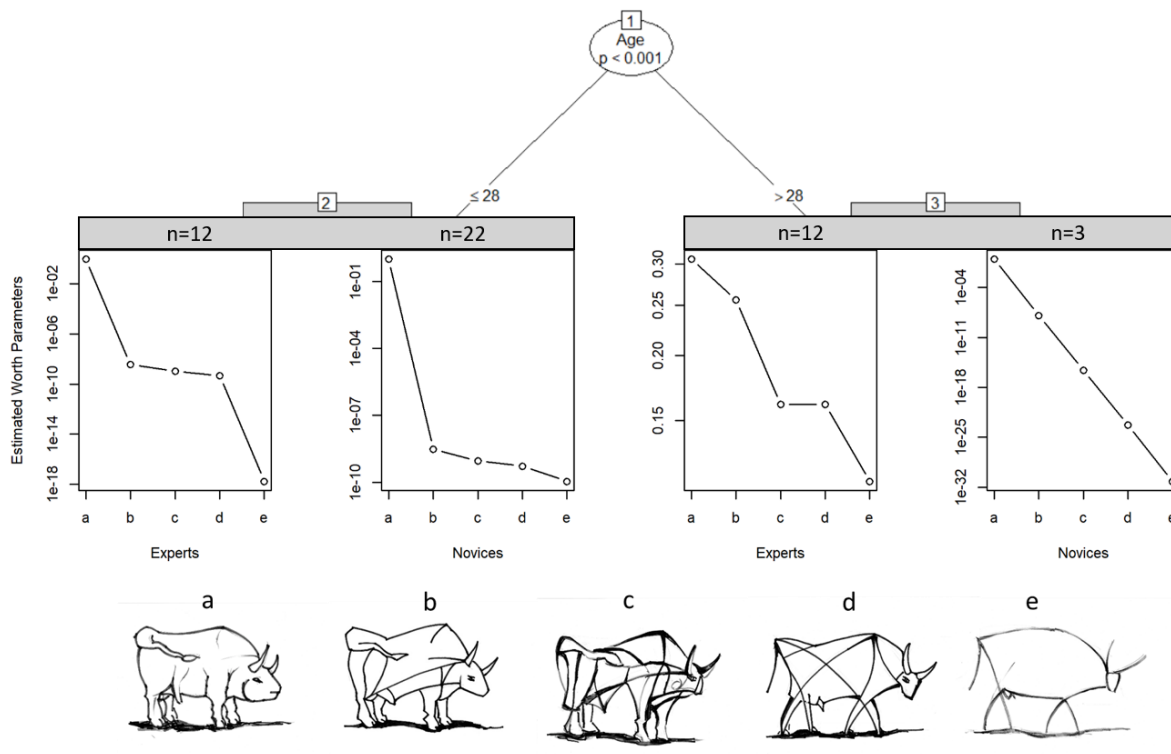 1
Age
p < 0.001
≤ 28
> 28
2
3
n=12
n=22
n=12
n=3
Estimated Worth Parameters
1e-02
1e-06
1e-10
1e-14
1e-18
a b c d e
Experts
1e-01
1e-04
1e-07
1e-10
a b c d e
Novices
0.30
0.25
0.20
0.15
a b c d e
Experts
1e-04
1e-11
1e-18
1e-25
1e-32
a b c d e
Novices
a b c d e